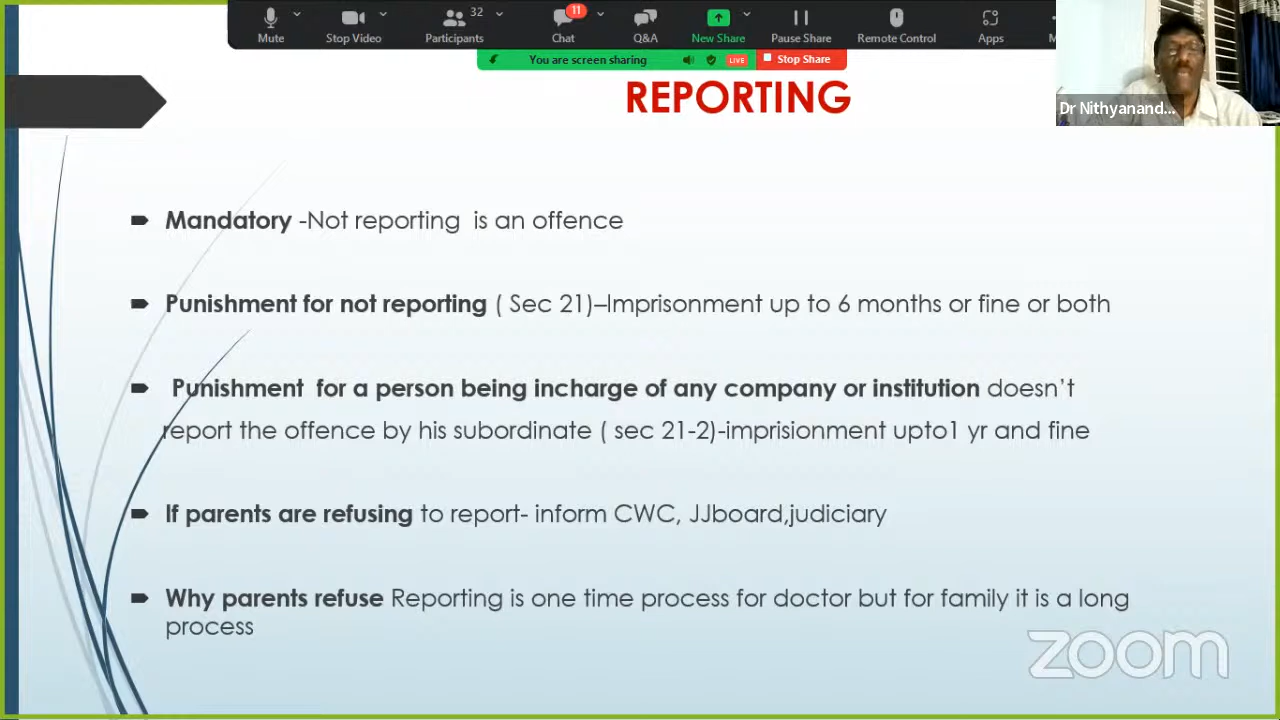 32
11
Mute
Stop Video
Participants
Chat
Q&A
New Share
Pause Share
Remote Control
Apps
You are screen sharing
LIVE
Stop Share
REPORTING
Dr Nithyanand...
Mandatory -Not reporting is an offence
Punishment for not reporting ( Sec 21)–Imprisonment up to 6 months or fine or both
Punishment for a person being incharge of any company or institution doesn't
report the offence by his subordinate ( sec 21-2)-imprisionment upto1 yr and fine
If parents are refusing to report- inform CWC, JJboard,judiciary
Why parents refuse Reporting is one time process for doctor but for family it is a long
process
zoom